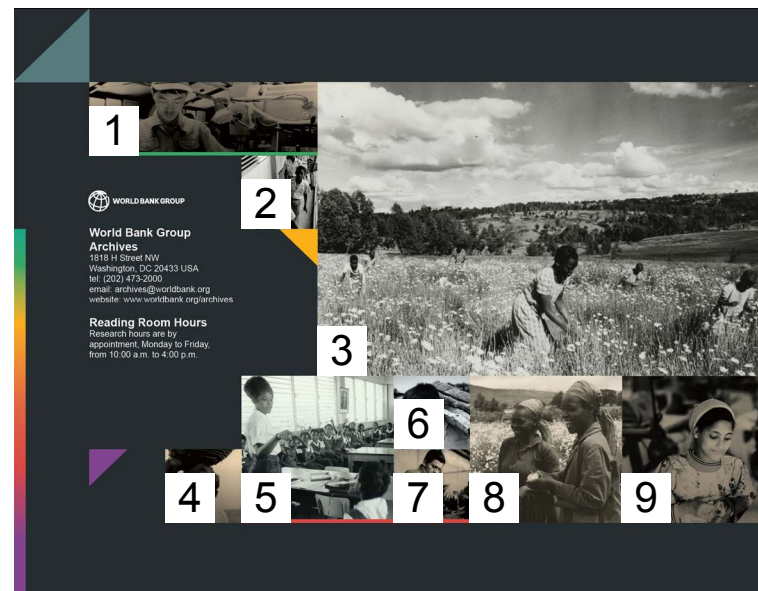 1
2
WORLD BANK GROUP
World Bank Group
Archives
1818 H Street NW
Washington, DC 20433 USA
tel: (202) 473-2000
email: archives@worldbank.org
website: www.worldbank.org/archives
Reading Room Hours
Research hours are by
appointment, Monday to Friday,
from 10:00 a.m. to 4:00 p.m.
3
6
4
5
7
8
9